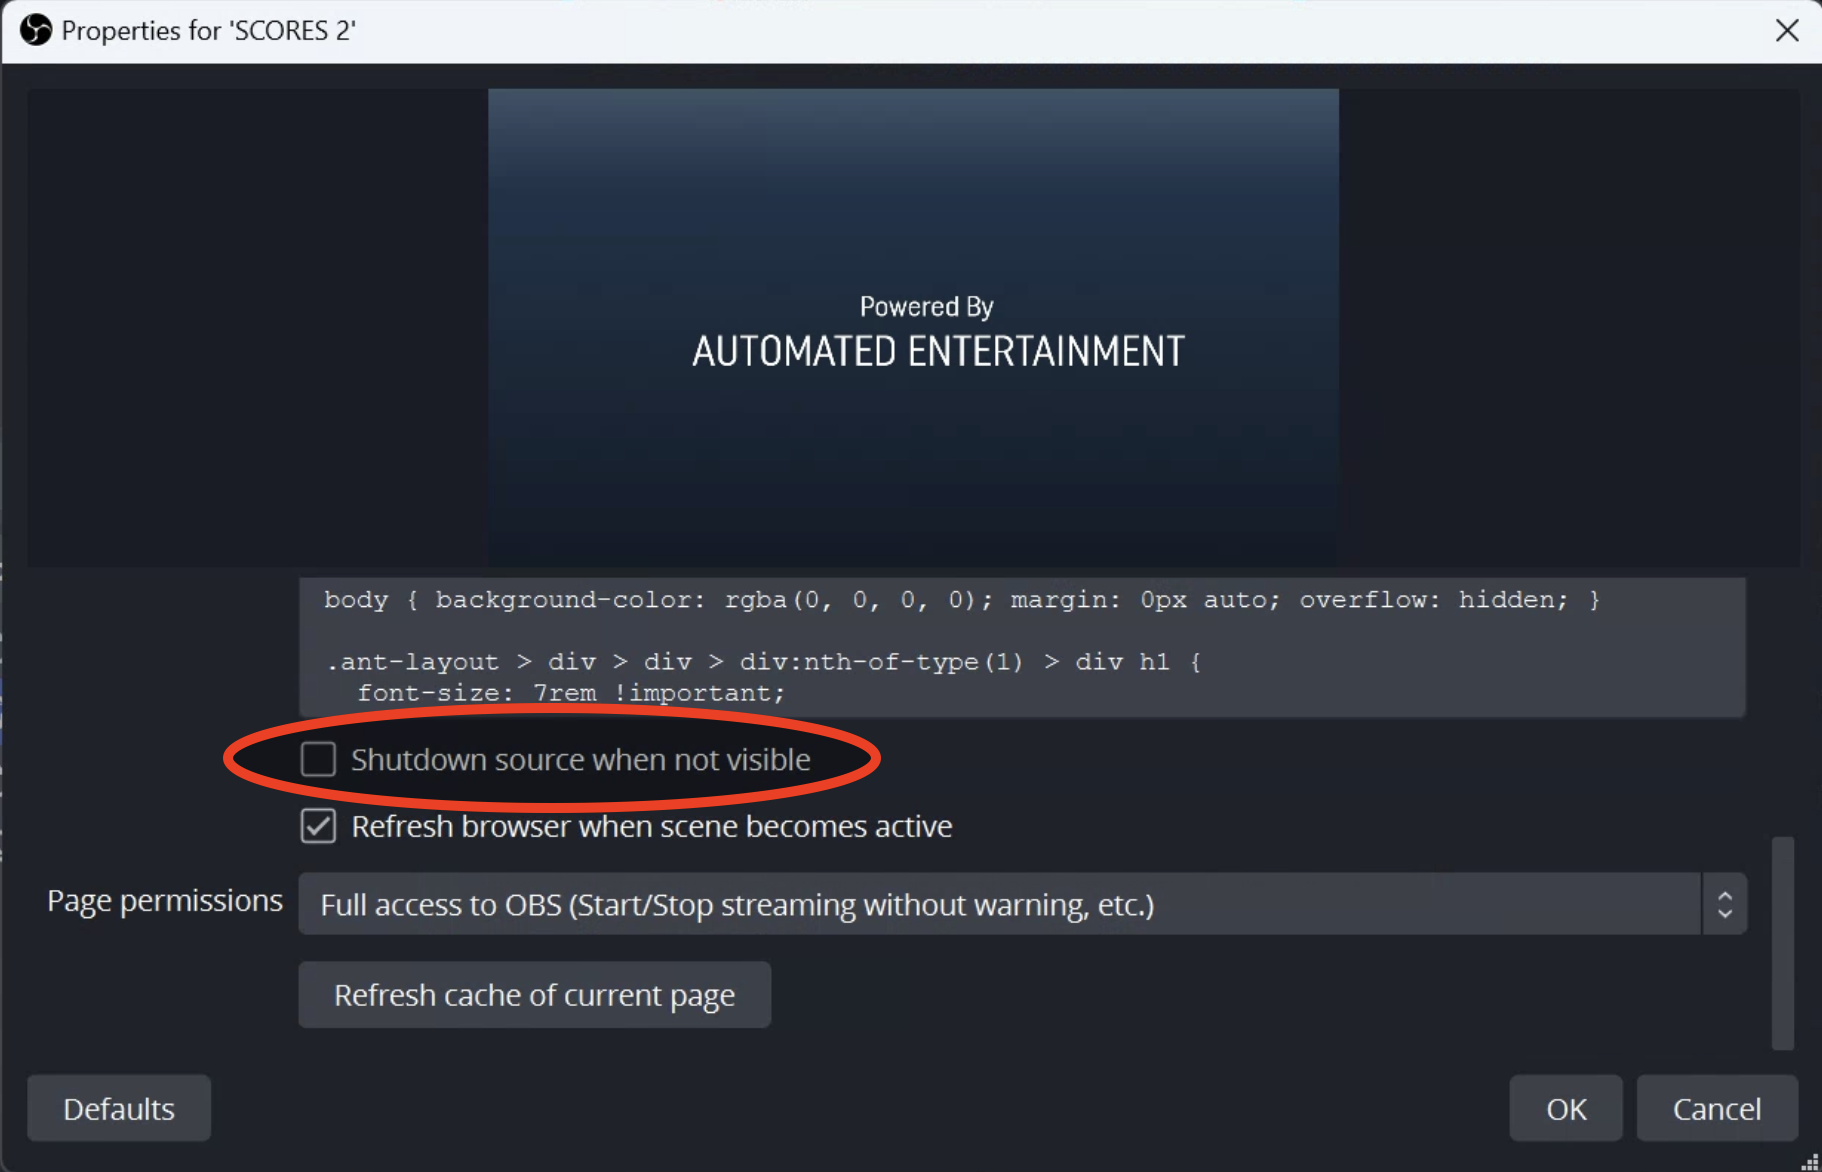 Properties for 'SCORES 2'
Powered By
AUTOMATED ENTERTAINMENT
body { background-color: rgba(0, 0, 0, 0); margin: 0px auto; overflow: hidden; }
.ant-layout > div > div > div:nth-of-type(1) > div h1 {
font-size: 7rem !important;
Shutdown source when not visible
Refresh browser when scene becomes active
Page permissions
Full access to OBS (Start/Stop streaming without warning, etc.)
Refresh cache of current page
Defaults
OK
Cancel